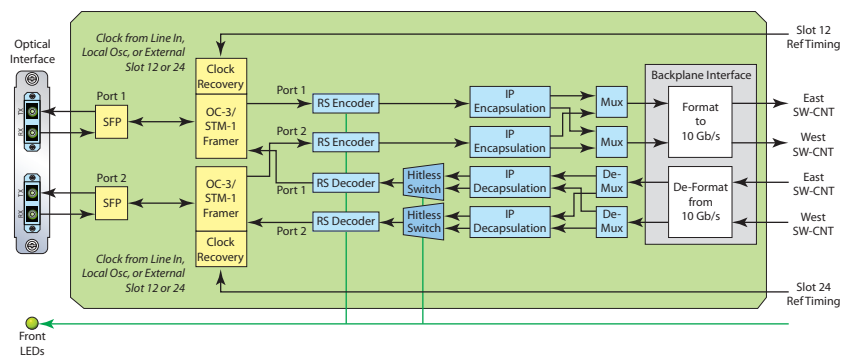 Clock from Line In,
Local Osc, or External
Slot 12 or 24
Slot 12
Ref Timing
Optical
Interface
Clock
Recovery
Backplane Interface
Port 1
TX
RX
SFP
OC-3/
STM-1
Framer
Port 1
RS Encoder
IP
Encapsulation
Mux
Format
to
10 Gb/s
East
SW-CNT
Port 2
RS Encoder
IP
Encapsulation
Mux
West
SW-CNT
Port 2
TX
RX
SFP
OC-3/
STM-1
Framer
Port 1
RS Decoder
Hitless
Switch
IP
Decapsulation
De-
Mux
De-Format
from
10 Gb/s
East
SW-CNT
Port 2
RS Decoder
Hitless
Switch
IP
Decapsulation
De-
Mux
West
SW-CNT
Clock
Recovery
Clock from Line In,
Local Osc, or External
Slot 12 or 24
Slot 24
Ref Timing
Front
LEDs